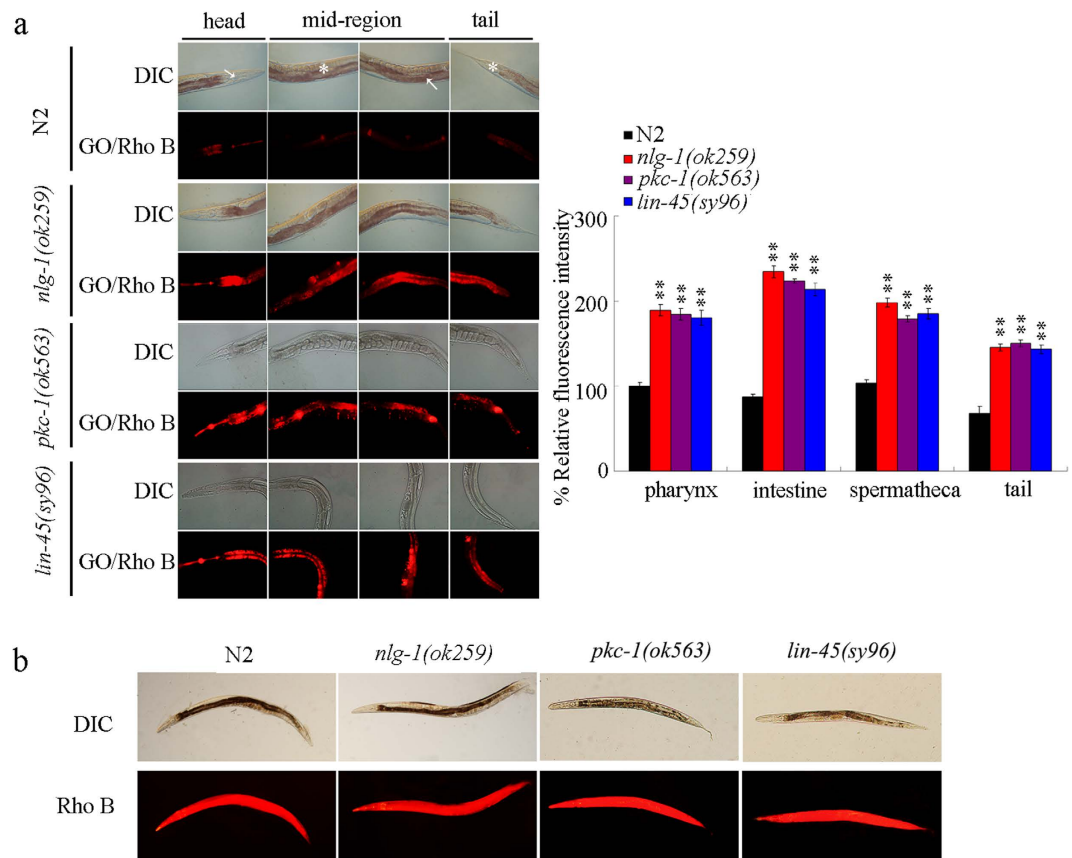 a
head mid-region tail
N2
DIC
*
*
GO/Rho B
nlg-1(ok259)
DIC
GO/Rho B
pkc-1(ok563)
DIC
GO/Rho B
lin-45(sy96)
DIC
GO/Rho B
N2
nlg-1(ok259)
pkc-1(ok563)
lin-45(sy96)
% Relative fluorescence intensity
300
200
100
0
** ** **
** ** **
** ** **
** ** **
pharynx intestine spermatheca tail
b
N2 nlg-1(ok259) pkc-1(ok563) lin-45(sy96)
DIC
Rho B